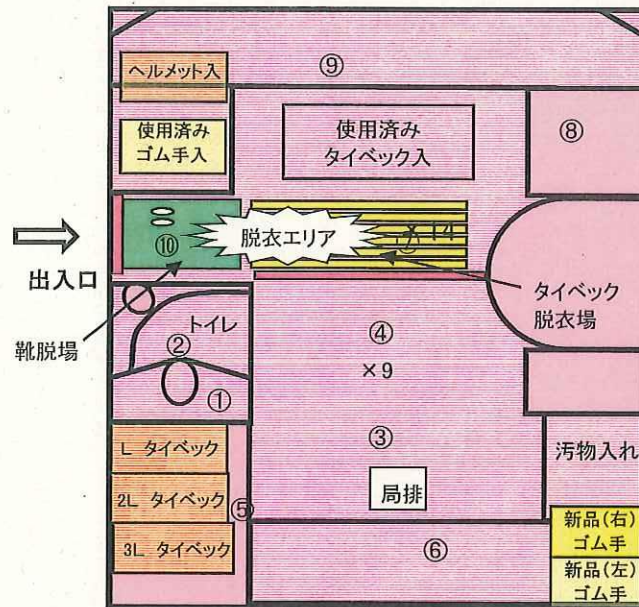 ⑨
ヘルメット入
使用済み
ゴム手入
使用済み
タイベック入
⑧
⑩
脱衣エリア
×14
出入口
タイベック
脱衣場
靴脱場
トイレ
②
①
④
×9
③
局排
汚物入れ
L タイベック
2L タイベック
3L タイベック
⑤
⑥
新品(右)
ゴム手
新品(左)
ゴム手